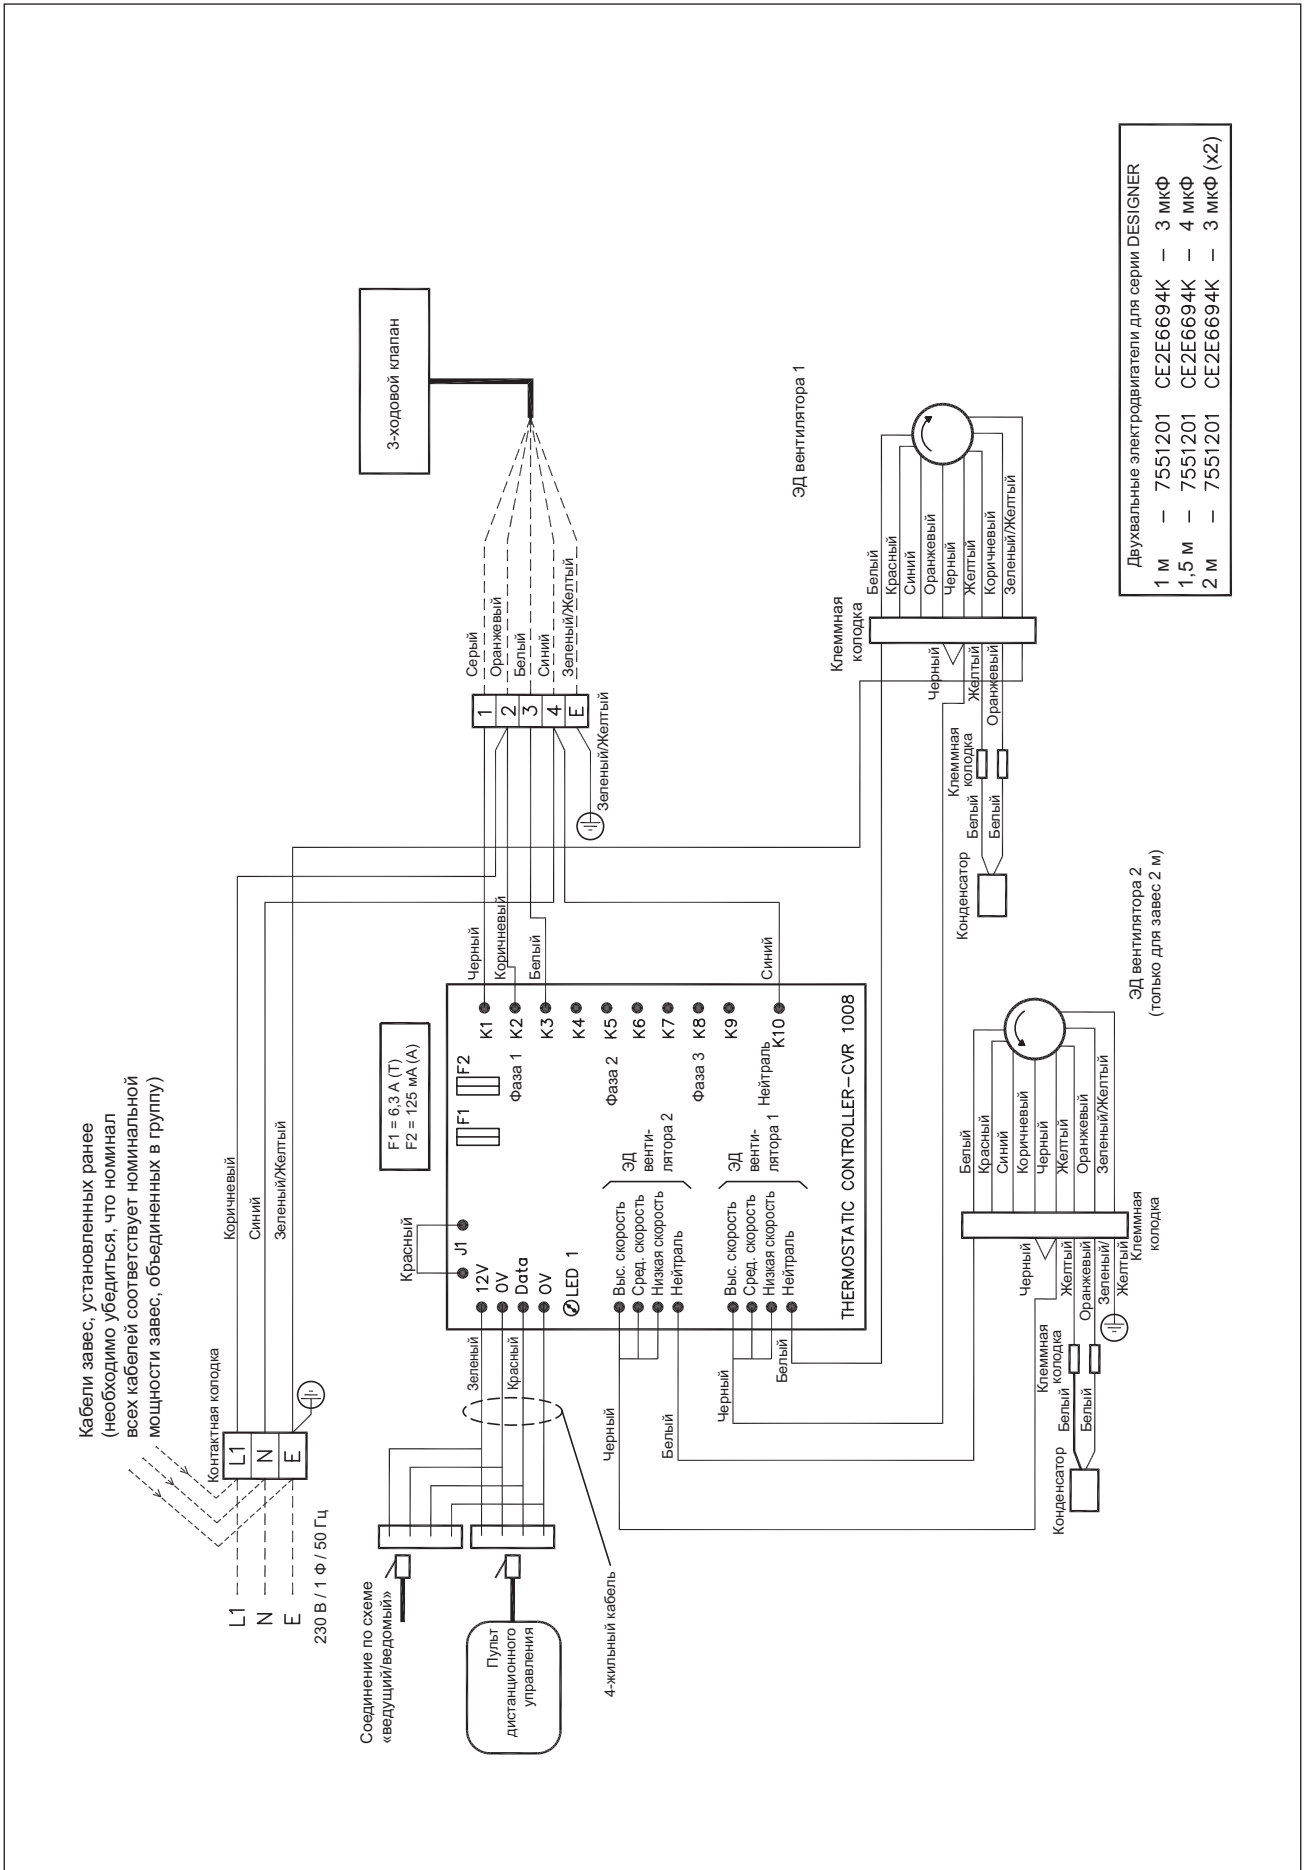 Кабели завес, установленных ранее
(необходимо убедиться, что номинал
всех кабелей соответствует номинальной
мощности завес, объединенных в группу)
Контактная колодка
L1
N
E
L1
N
E
230 В / 1 Ф / 50 Гц
Коричневый
Синий
Зеленый/Желтый
Соединение по схеме
«ведущий/ведомый»
Пульт
дистанционного
управления
4-жильный кабель
Зеленый
Красный
Красный
J1
12V
0V
Data
0V
LED 1
F1 = 6,3 A (T)
F2 = 125 мA (A)
F1
F2
K1
K2
K3
K4
K5
K6
K7
K8
K9
K10
Фаза 1
Фаза 2
Фаза 3
Нейтраль
Выс. скорость
Сред. скорость
Низкая скорость
Нейтраль
ЭД
венти-
лятора 2
Выс. скорость
Сред. скорость
Низкая скорость
Нейтраль
ЭД
венти-
лятора 1
THERMOSTATIC CONTROLLER–CVR 1008
Черный
Коричневый
Белый
Синий
Черный
Белый
Черный
Белый
1
2
3
4
E
Серый
Оранжевый
Белый
Синий
Зеленый/Желтый
Зеленый/Желтый
3-ходовой клапан
ЭД вентилятора 1
Клеммная
колодка
Белый
Красный
Синий
Оранжевый
Черный
Желтый
Коричневый
Зеленый/Желтый
Черный
Желтый
Оранжевый
Клеммная
колодка
Белый
Белый
Конденсатор
ЭД вентилятора 2
(только для завес 2 м)
Белый
Красный
Синий
Коричневый
Черный
Желтый
Оранжевый
Зеленый/Желтый
Клеммная
колодка
Черный
Желтый
Оранжевый
Зеленый/
Желтый
Клеммная
колодка
Белый
Белый
Конденсатор
Двухвальные электродвигатели для серии DESIGNER
1 м – 7551201 CE2E6694K – 3 мкФ
1,5 м – 7551201 CE2E6694K – 4 мкФ
2 м – 7551201 CE2E6694K – 3 мкФ (x2)